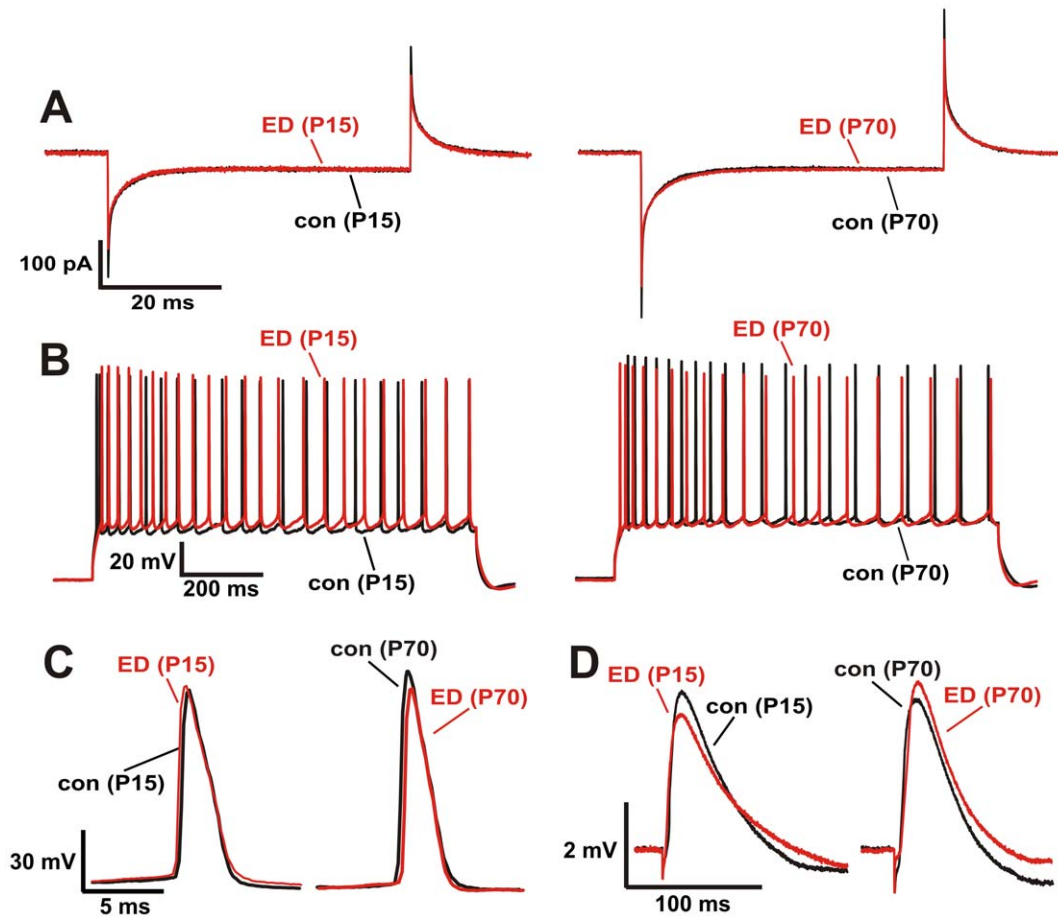 A
ED (P15)
con (P15)
100 pA
20 ms
ED (P70)
con (P70)
B
ED (P15)
20 mV
200 ms
con (P15)
ED (P70)
con (P70)
C
ED (P15)
con (P15)
30 mV
5 ms
con (P70)
ED (P70)
D
ED (P15)
con (P15)
2 mV
100 ms
con (P70)
ED (P70)